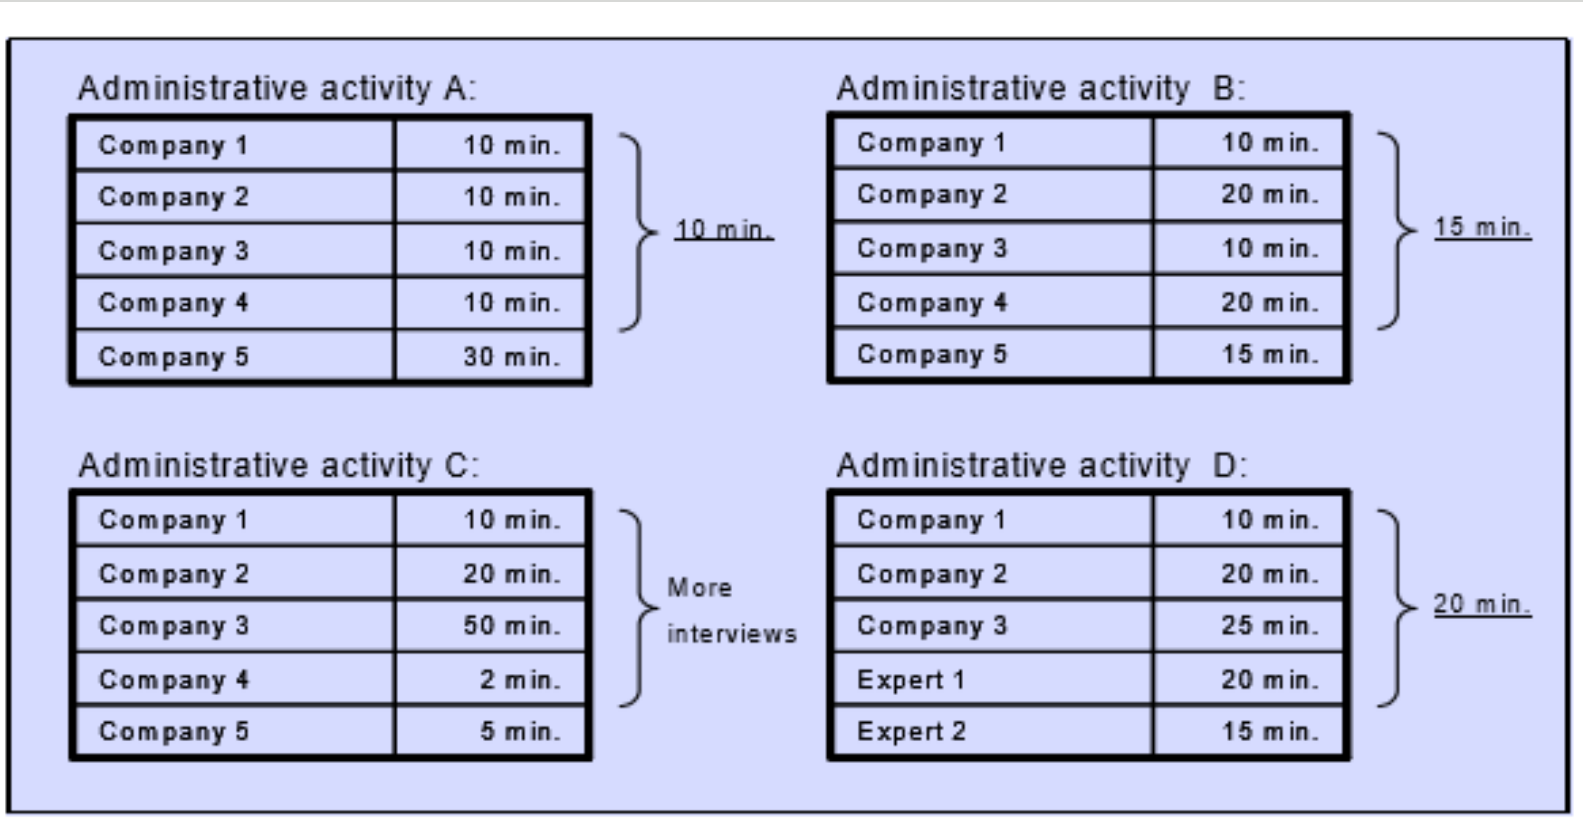 Administrative activity A:
Company 1 10 min.
Company 2 10 min.
Company 3 10 min.
Company 4 10 min.
Company 5 30 min.
10 min.
Administrative activity B:
Company 1 10 min.
Company 2 20 min.
Company 3 10 min.
Company 4 20 min.
Company 5 15 min.
15 min.
Administrative activity C:
Company 1 10 min.
Company 2 20 min.
Company 3 50 min.
Company 4 2 min.
Company 5 5 min.
More
interviews
Administrative activity D:
Company 1 10 min.
Company 2 20 min.
Company 3 25 min.
Expert 1 20 min.
Expert 2 15 min.
20 min.